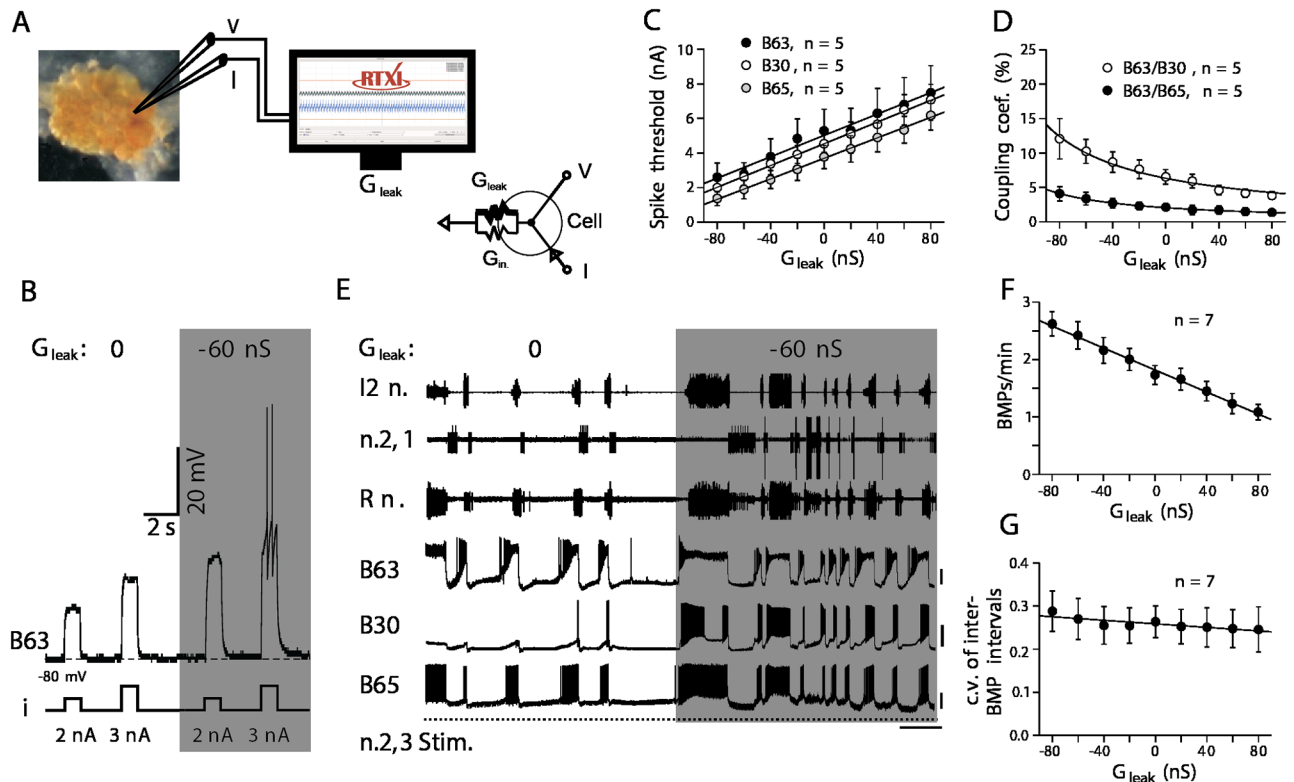 A
V
I
RTXI
G leak
G leak
V
Cell
G in.
I
B
G leak : 0 -60 nS
20 mV
2 s
B63
-80 mV
i
2 nA 3 nA 2 nA 3 nA
C
B63, n = 5
B30, n = 5
B65, n = 5
Spike threshold (nA)
10
8
6
4
2
0
-80 -40 0 40 80
G leak (nS)
D
B63/B30, n = 5
B63/B65, n = 5
Coupling coef. (%)
25
20
15
10
5
0
-80 -40 0 40 80
G leak (nS)
E
G leak : 0 -60 nS
I2 n.
n.2,1
R n.
B63
B30
B65
n.2,3 Stim.
F
n = 7
BMPs/min
3
2
1
0
-80 -40 0 40 80
G leak (nS)
G
n = 7
c.v. of inter-
BMP intervals
0.4
0.3
0.2
0.1
0.0
-80 -40 0 40 80
G leak (nS)